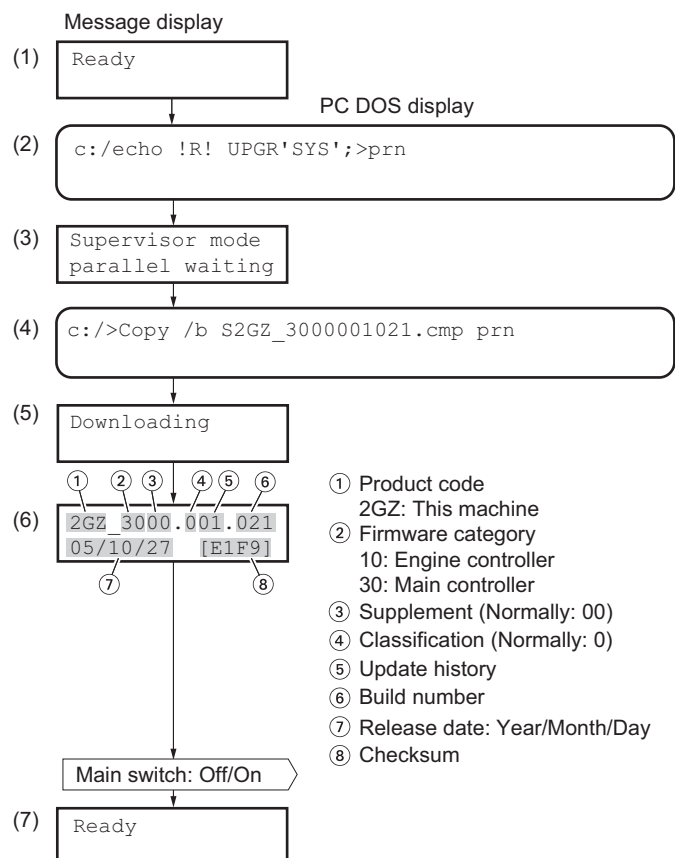 Message display
(1) Ready
PC DOS display
(2) c:/echo !R! UPGR'SYS';>prn
(3) Supervisor mode
parallel waiting
(4) c:/>Copy /b S2GZ_3000001021.cmp prn
(5) Downloading
① ② ③ ④ ⑤ ⑥
(6) 2GZ_3000.001.021
05/10/27 [E1F9]
⑦ ⑧
① Product code
2GZ: This machine
② Firmware category
10: Engine controller
30: Main controller
③ Supplement (Normally: 00)
④ Classification (Normally: 0)
⑤ Update history
⑥ Build number
⑦ Release date: Year/Month/Day
⑧ Checksum
Main switch: Off/On
(7) Ready